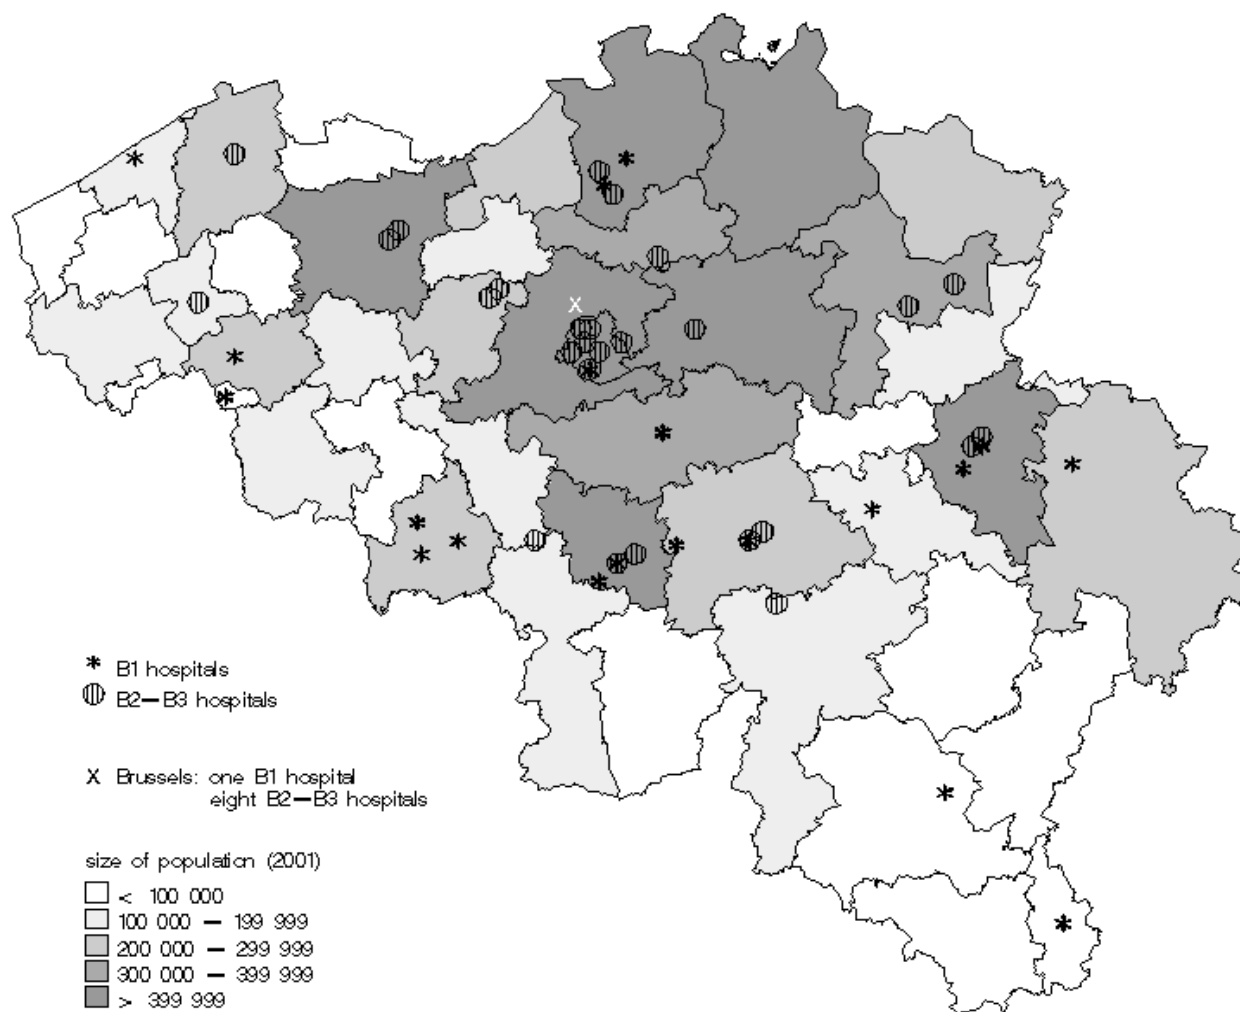 X
* B1 hospitals
B2–B3 hospitals
X Brussels: one B1 hospital
eight B2–B3 hospitals
size of population (2001)
< 100 000
100 000 – 199 999
200 000 – 299 999
300 000 – 399 999
> 399 999